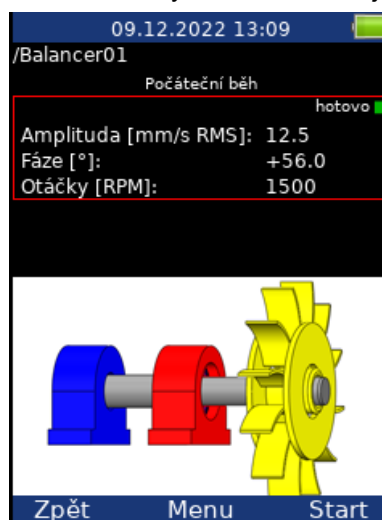 09.12.2022 13:09
/Balancer01
Počáteční běh
hotovo
Amplituda [mm/s RMS]: 12.5
Fáze [°]: +56.0
Otáčky [RPM]: 1500
Zpět Menu Start